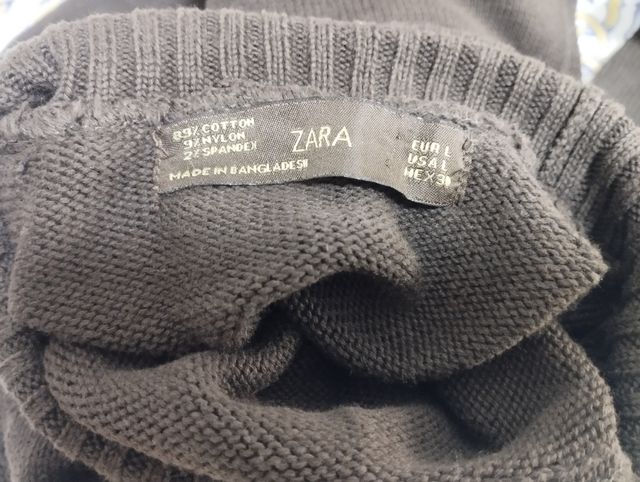 89% COTTON
9% NYLON
2% SPANDEX
MADE IN BANGLADESH
ZARA
EUR L
USA L
MEX 30